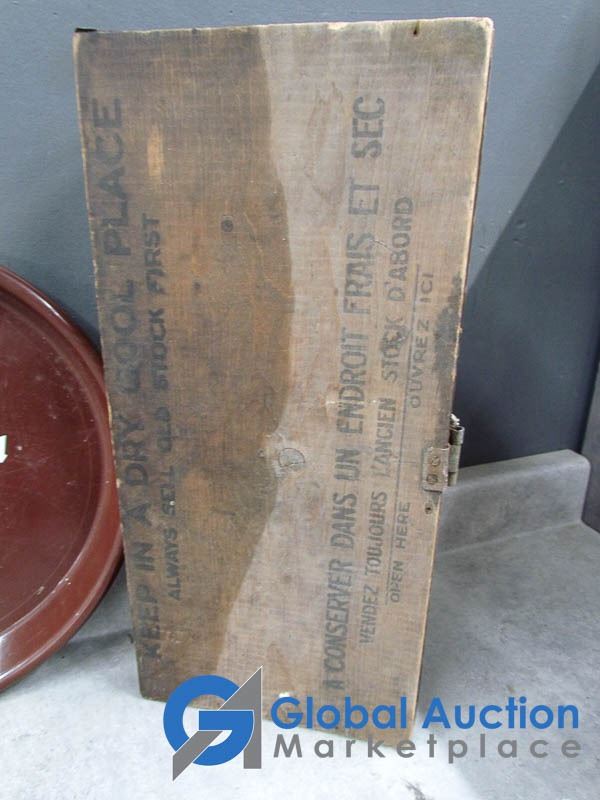 KEEP IN A DRY COOL PLACE
ALWAYS SELL OLD STOCK FIRST
A CONSERVER DANS UN ENDROIT FRAIS ET SEC
VENDEZ TOUJOURS L'ANCIEN STOCK D'ABORD
OPEN HERE OUVREZ ICI
GA Global Auction
Marketplace